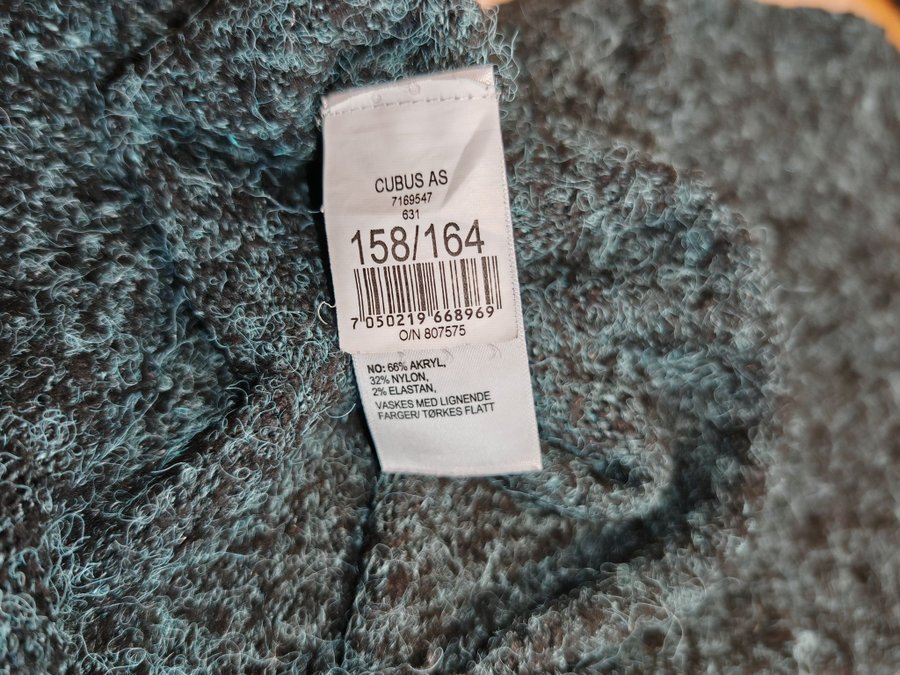 CUBUS AS
7169547
631
158/164
7 050219 668969
O/N 807575
NO: 66% AKRYL,
32% NYLON,
2% ELASTAN,
VASKES MED LIGNENDE
FARGER/ TØRKES FLATT